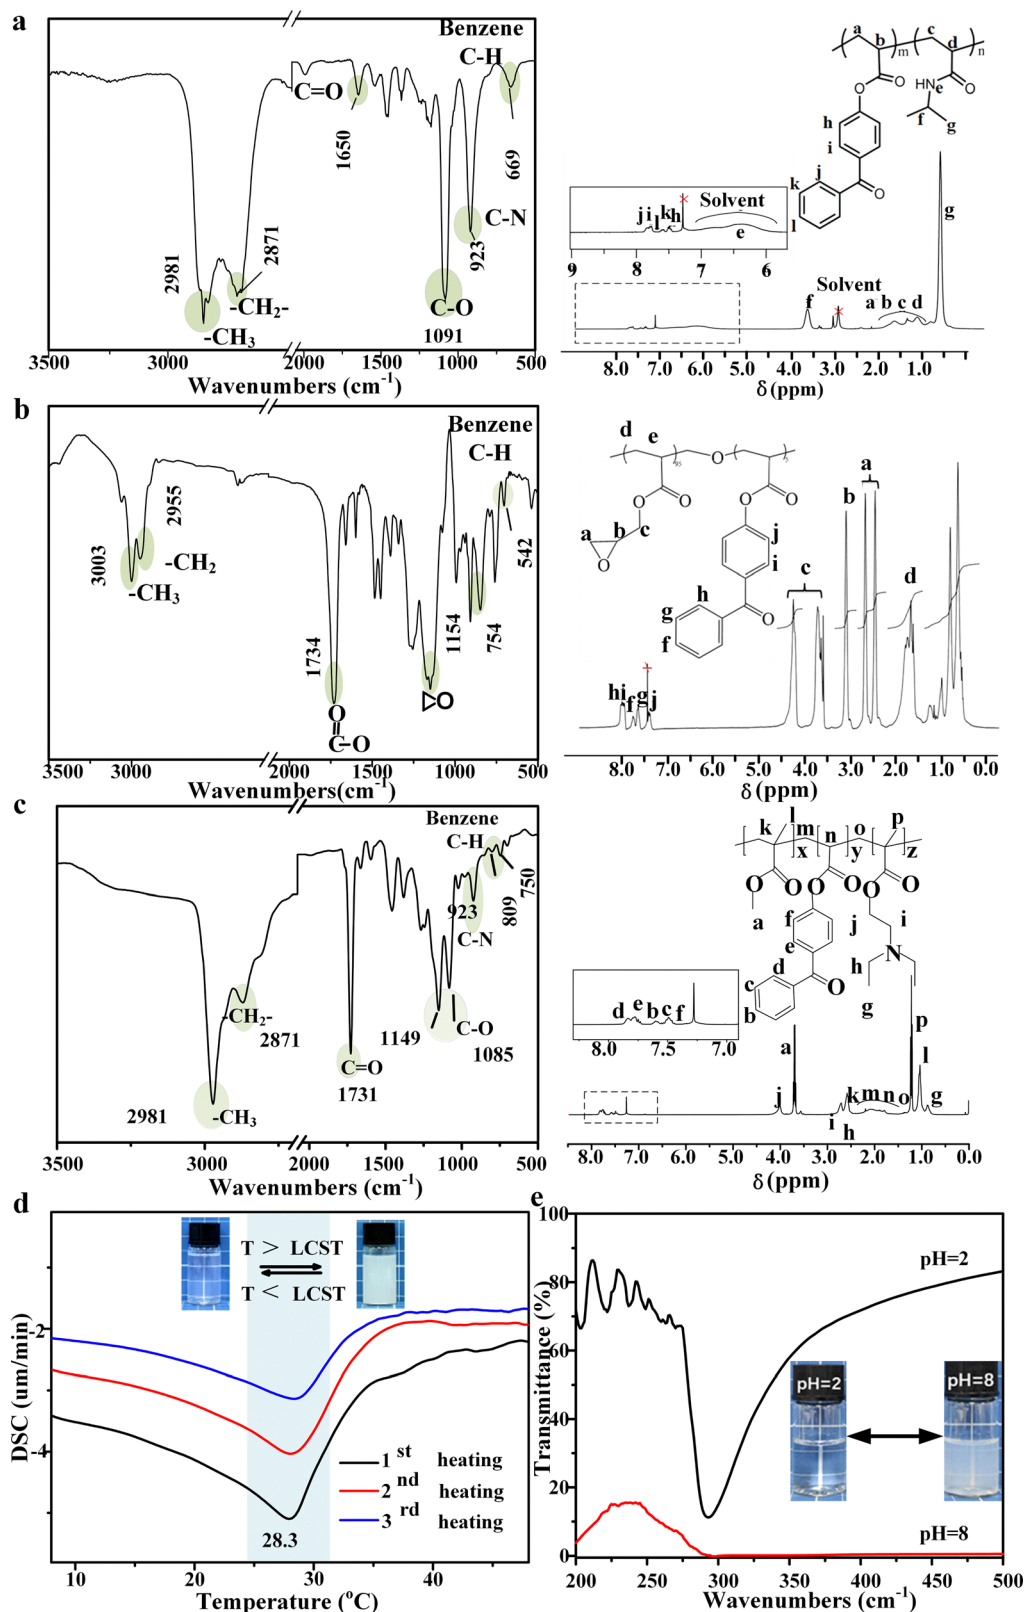 a
Benzene
C-H
C=O
1650
669
C-N
923
2981
2871
-CH2-
-CH3
C-O
1091
3500 3000 2000 1500 1000 500
Wavenumbers (cm-1)
a c
b m d n
O O
O HN e
h f g
i
j
k O
l
g
Solvent
j i l k h
e
9 8 7 6
Solvent
f a b c d
8.0 7.0 6.0 5.0 4.0 3.0 2.0 1.0
δ (ppm)
b
Benzene
C-H
3003
2955
-CH2
-CH3
1734
1154
754
542
O
C-O
O
3500 3000 2000 1500 1000 500
Wavenumbers(cm-1)
d e
95 O 5
O O
O O
a b c j
O i
h
g O
f
a
b
c
d
h i f g j
8.0 7.0 6.0 5.0 4.0 3.0 2.0 1.0 0.0
δ (ppm)
c
Benzene
C-H
923
C-N
809
750
-CH2-
2871
1149
C-O
1085
C=O
1731
2981
-CH3
3500 3000 2000 1500 1000 500
Wavenumbers (cm-1)
k l m n o p
x y z
O O O O O O
a f j i
e N
d h
c O g
b
d e b c f
8.0 7.5 7.0
a
p
l
j k m n o g
i h
8.0 7.0 6.0 5.0 4.0 3.0 2.0 1.0 0.0
δ (ppm)
d
T > LCST
T < LCST
DSC (um/min)
-2
-4
1st heating
2nd heating
3rd heating
28.3
10 20 30 40
Temperature (oC)
e
100
80
60
40
20
0
Transmittance (%)
pH=2
pH=2
pH=8
pH=8
200 250 300 350 400 450 500
Wavenumbers (cm-1)